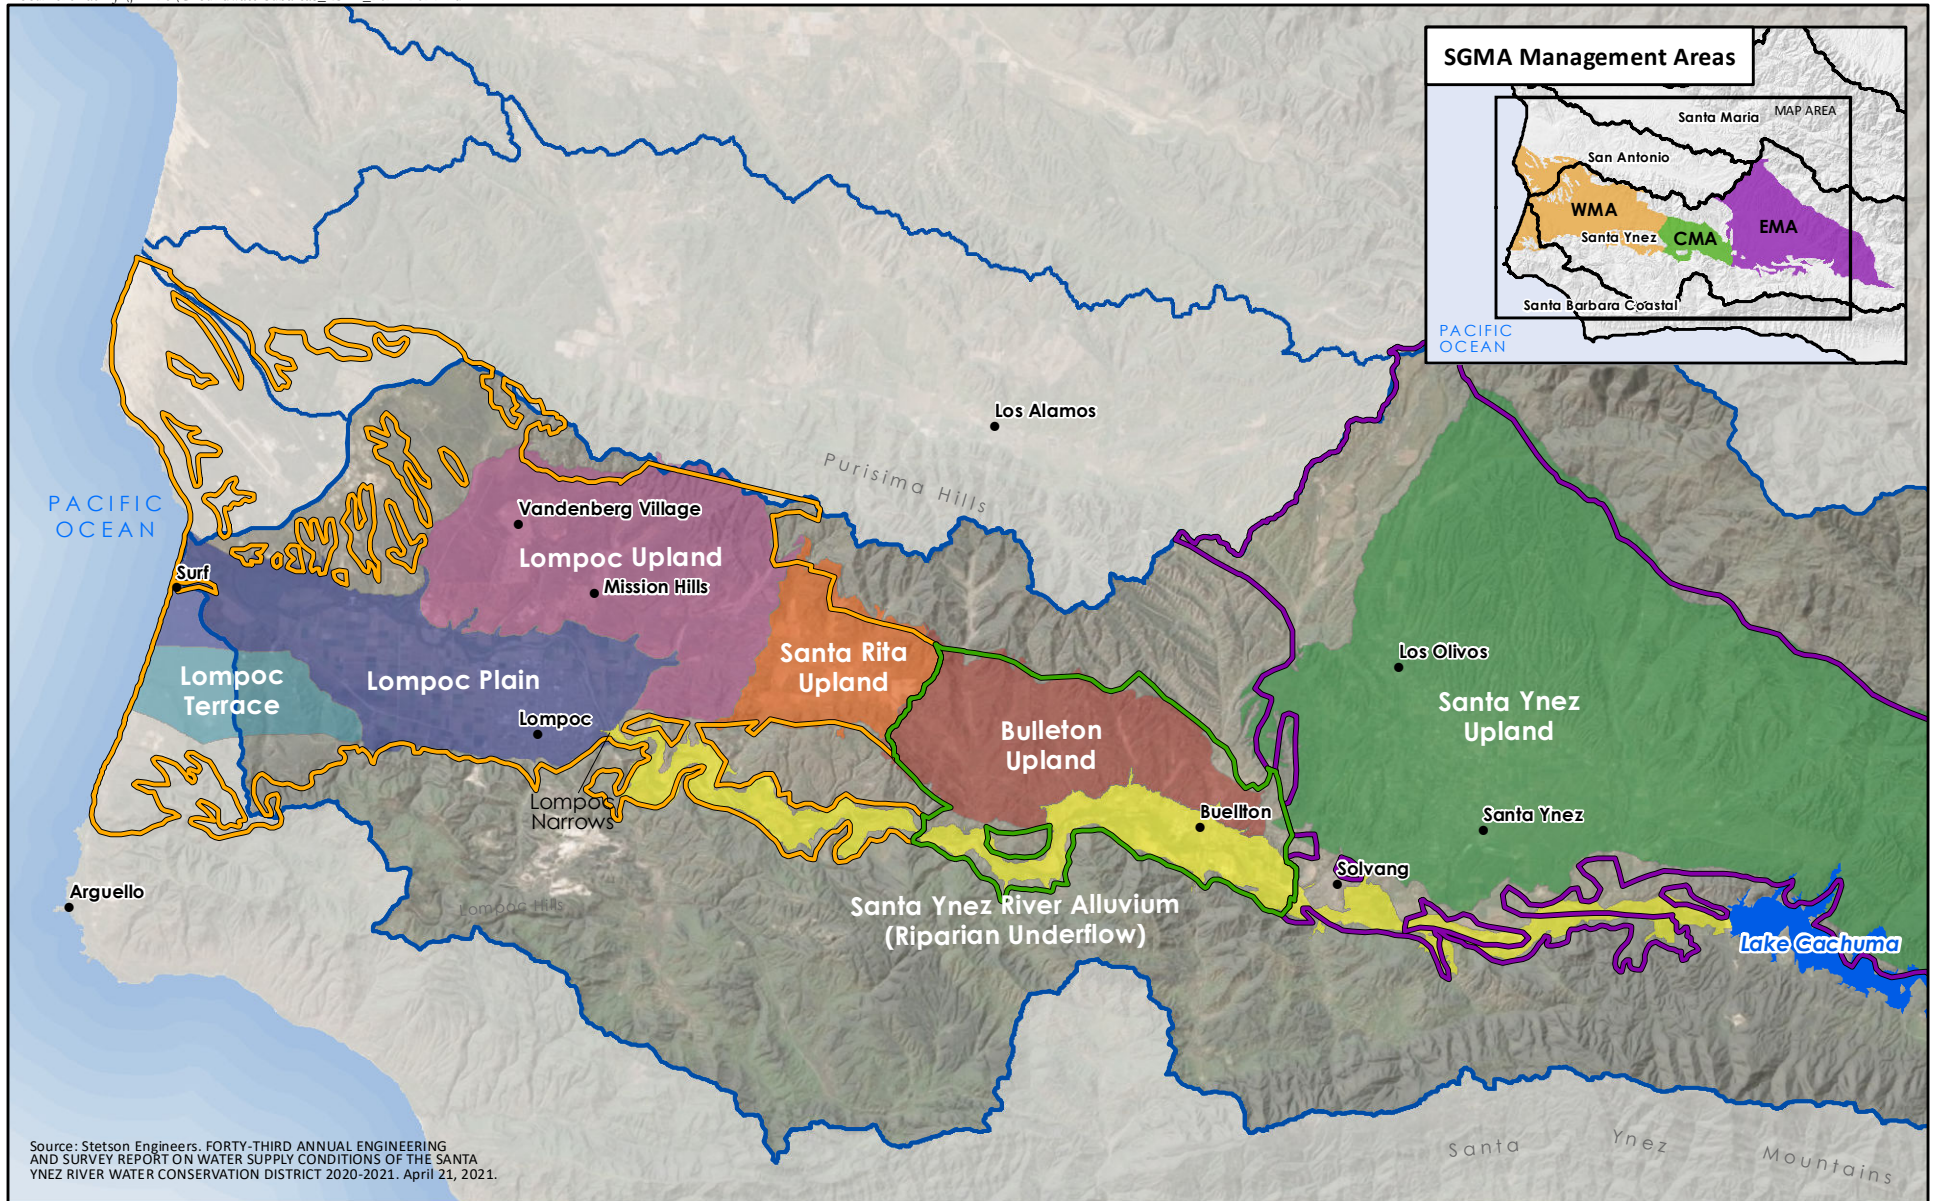 SGMA Management Areas
MAP AREA
Santa Maria
San Antonio
WMA
EMA
Santa Ynez
CMA
Santa Barbara Coastal
PACIFIC
OCEAN
Los Alamos
Purisima Hills
PACIFIC
OCEAN
Vandenberg Village
Lompoc Upland
Surf
Mission Hills
Santa Rita
Upland
Los Olivos
Lompoc
Terrace
Lompoc Plain
Santa Ynez
Upland
Lompoc
Bulleton
Upland
Lompoc
Narrows
Buellton
Santa Ynez
Solvang
Arguello
Lompoc Hills
Santa Ynez River Alluvium
(Riparian Underflow)
Lake Cachuma
Source: Stetson Engineers. FORTY-THIRD ANNUAL ENGINEERING
AND SURVEY REPORT ON WATER SUPPLY CONDITIONS OF THE SANTA
YNEZ RIVER WATER CONSERVATION DISTRICT 2020-2021. April 21, 2021.
Santa Ynez Mountains